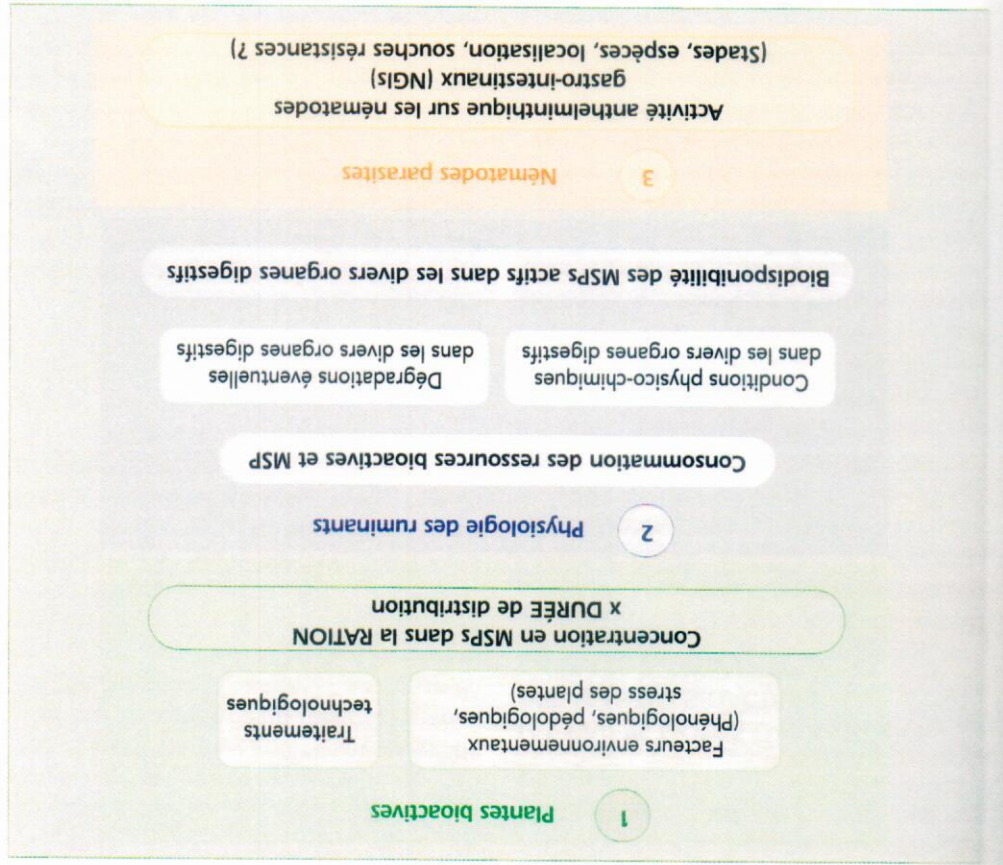 1
Plantes bioactives
Facteurs environnementaux
(Phénologiques, pédologiques,
stress des plantes)
Traitements
technologiques
Concentration en MSPs dans la RATION
x DURÉE de distribution
2
Physiologie des ruminants
Consommation des ressources bioactives et MSP
Conditions physico-chimiques
dans les divers organes digestifs
Dégradations éventuelles
dans les divers organes digestifs
Biodisponibilité des MSPs actifs dans les divers organes digestifs
3
Nématodes parasites
Activité anthelminthique sur les nématodes
gastro-intestinaux (NGIs)
(Stades, espèces, localisation, souches résistances ?)